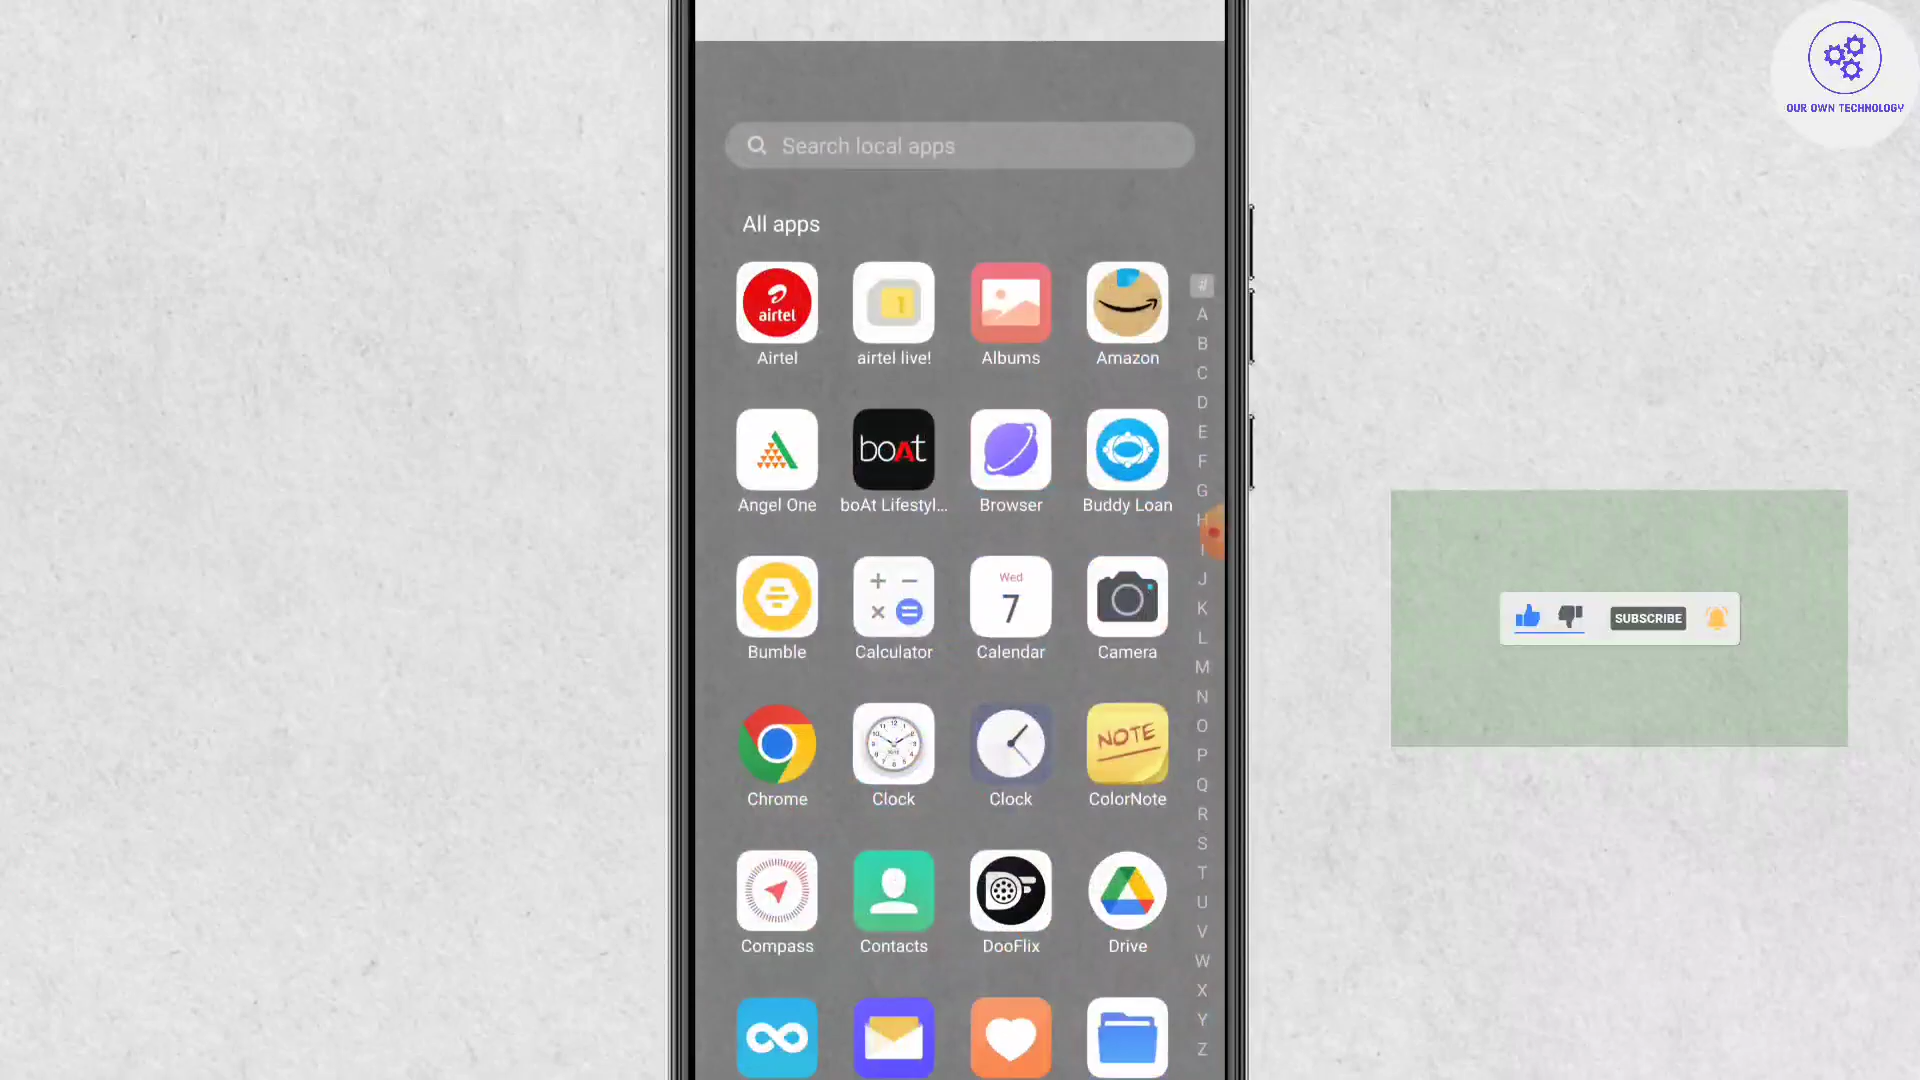 OUR OWN TECHNOLOGY
Search local apps
All apps
airtel
1
Airtel
airtel live!
Albums
Amazon
boAt
Angel One
boAt Lifestyl...
Browser
Buddy Loan
Wed
7
Bumble
Calculator
Calendar
Camera
SUBSCRIBE
NOTE
Chrome
Clock
Clock
ColorNote
Compass
Contacts
DooFlix
Drive
#
A
B
C
D
E
F
G
H
I
J
K
L
M
N
O
P
Q
R
S
T
U
V
W
X
Y
Z